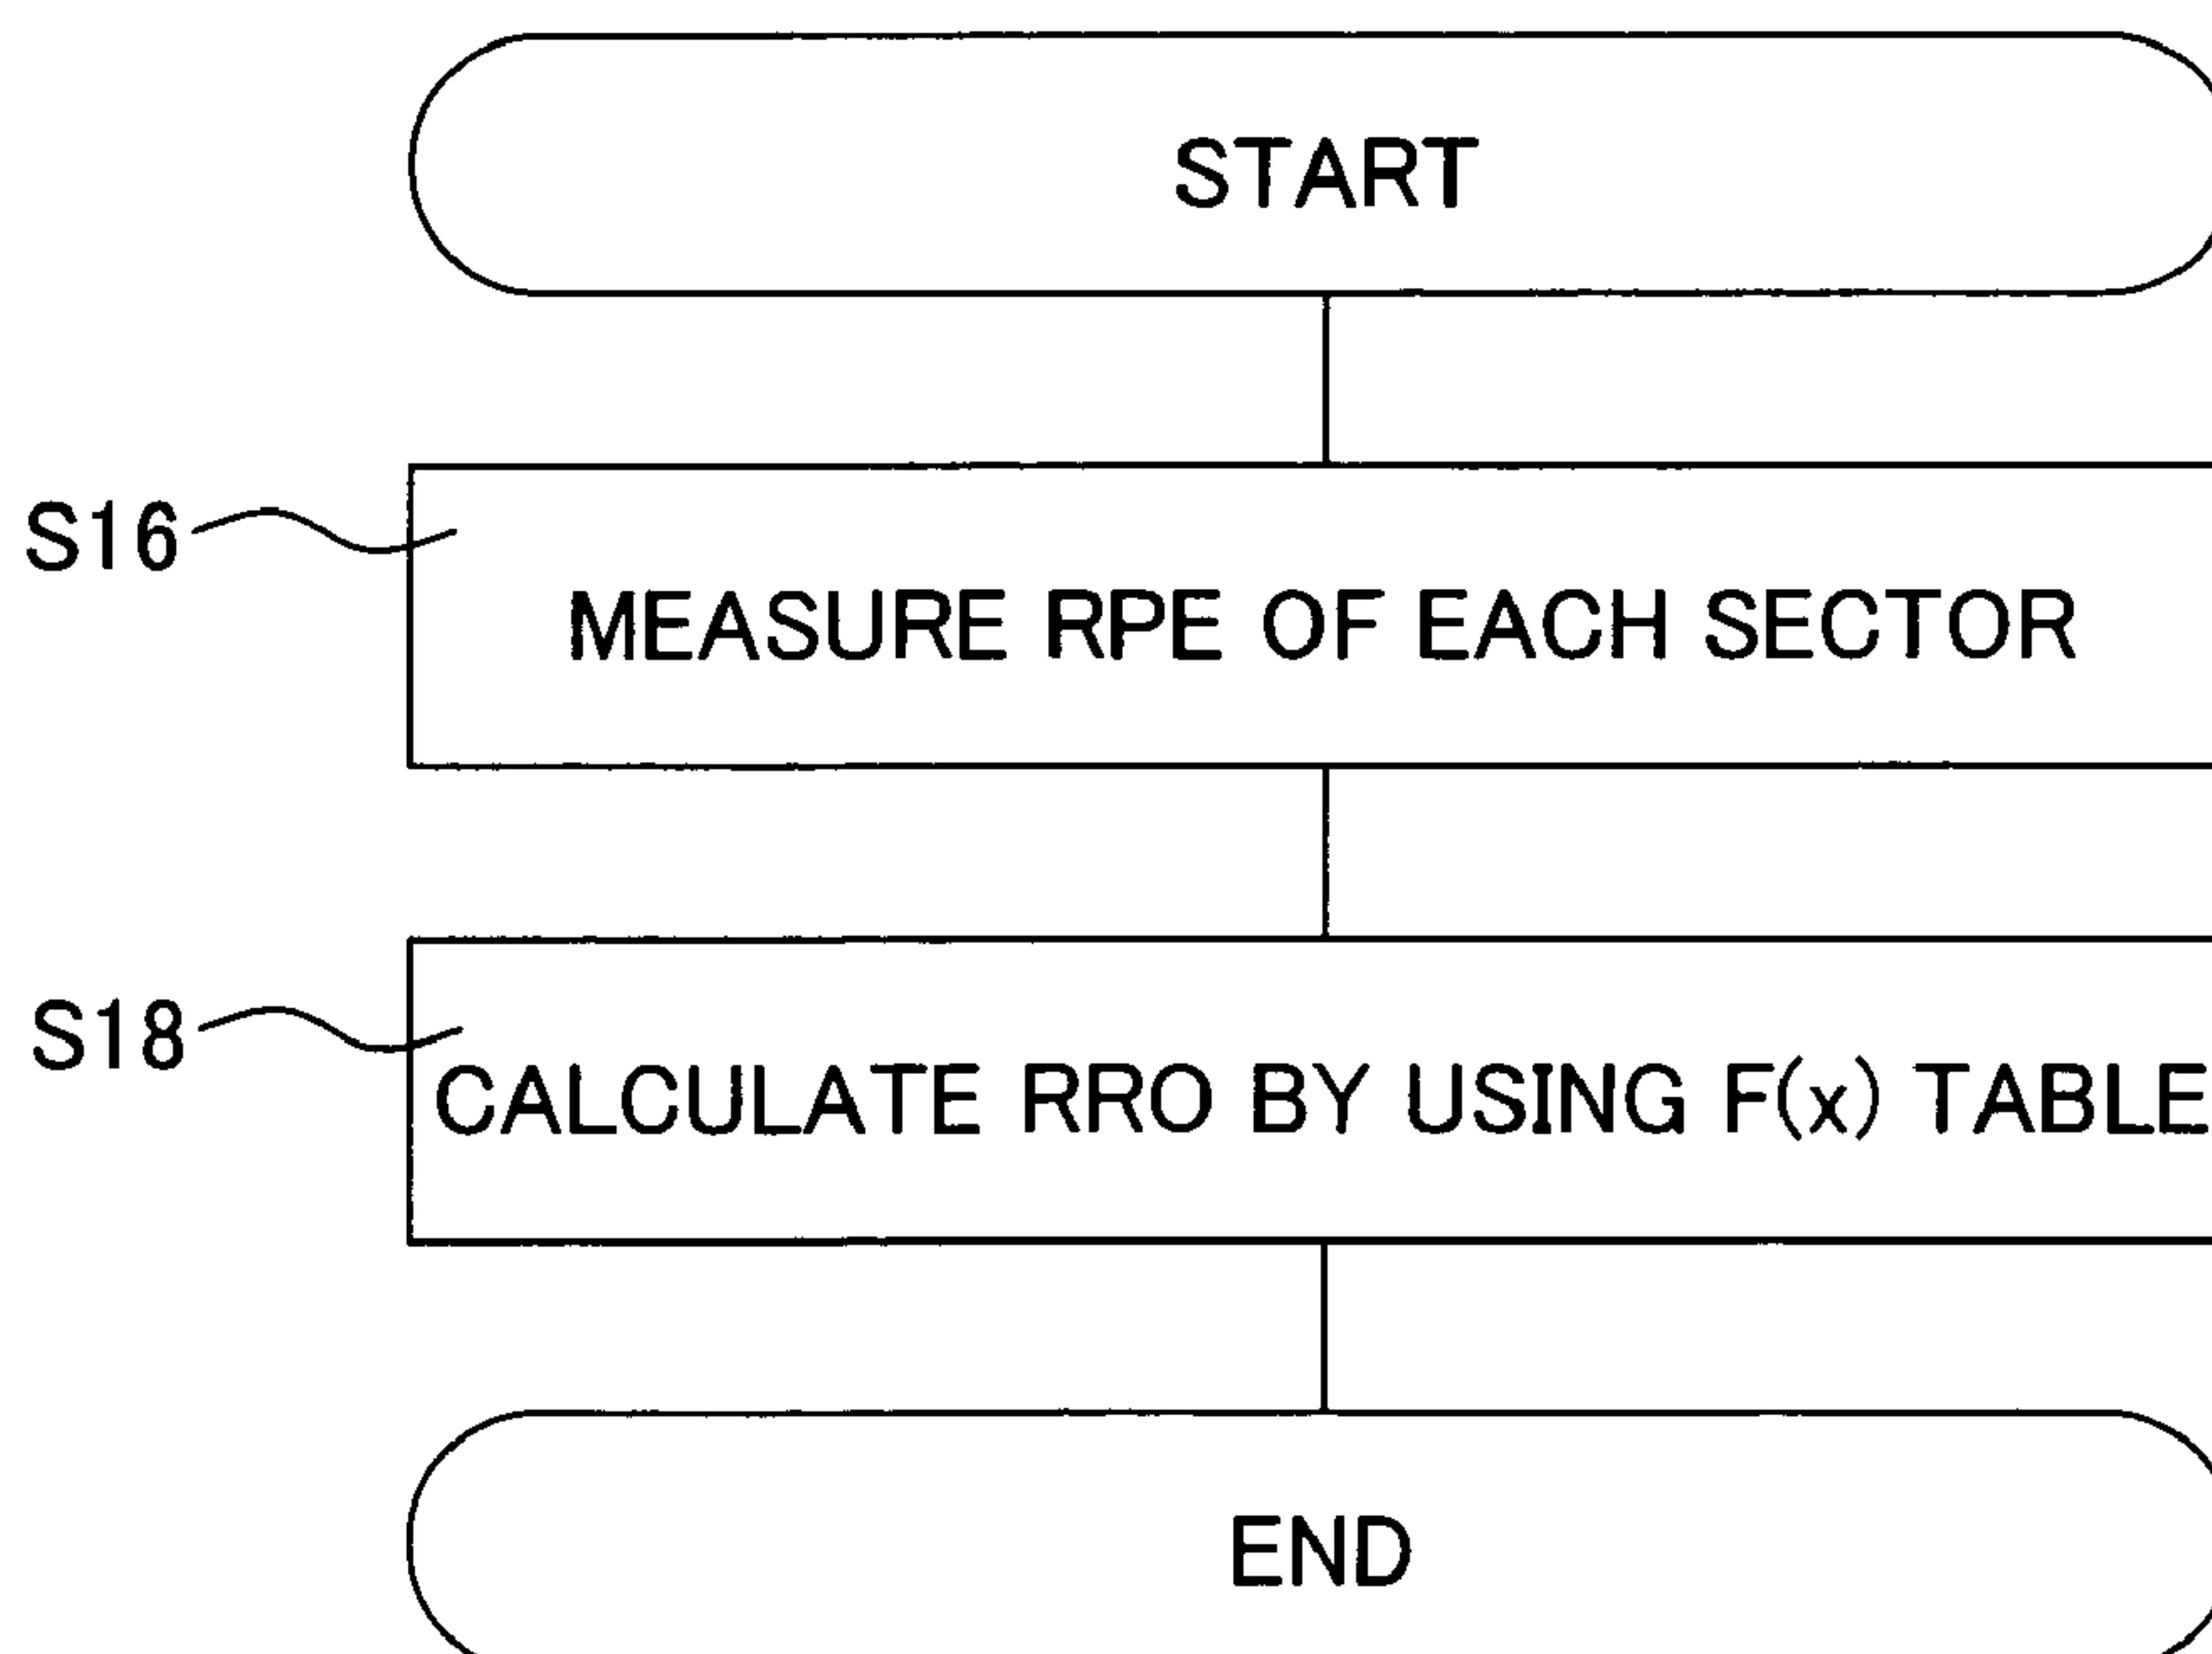 START
S16
MEASURE RPE OF EACH SECTOR
S18
CALCULATE RRO BY USING F(x) TABLE
END